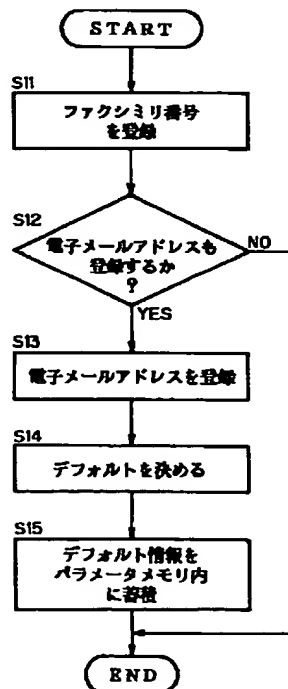 START
S11
ファクシミリ番号
を登録
S12
電子メールアドレスも
登録するか
?
NO
YES
S13
電子メールアドレスを登録
S14
デフォルトを決める
S15
デフォルト情報を
パラメータメモリ内
に蓄積
END